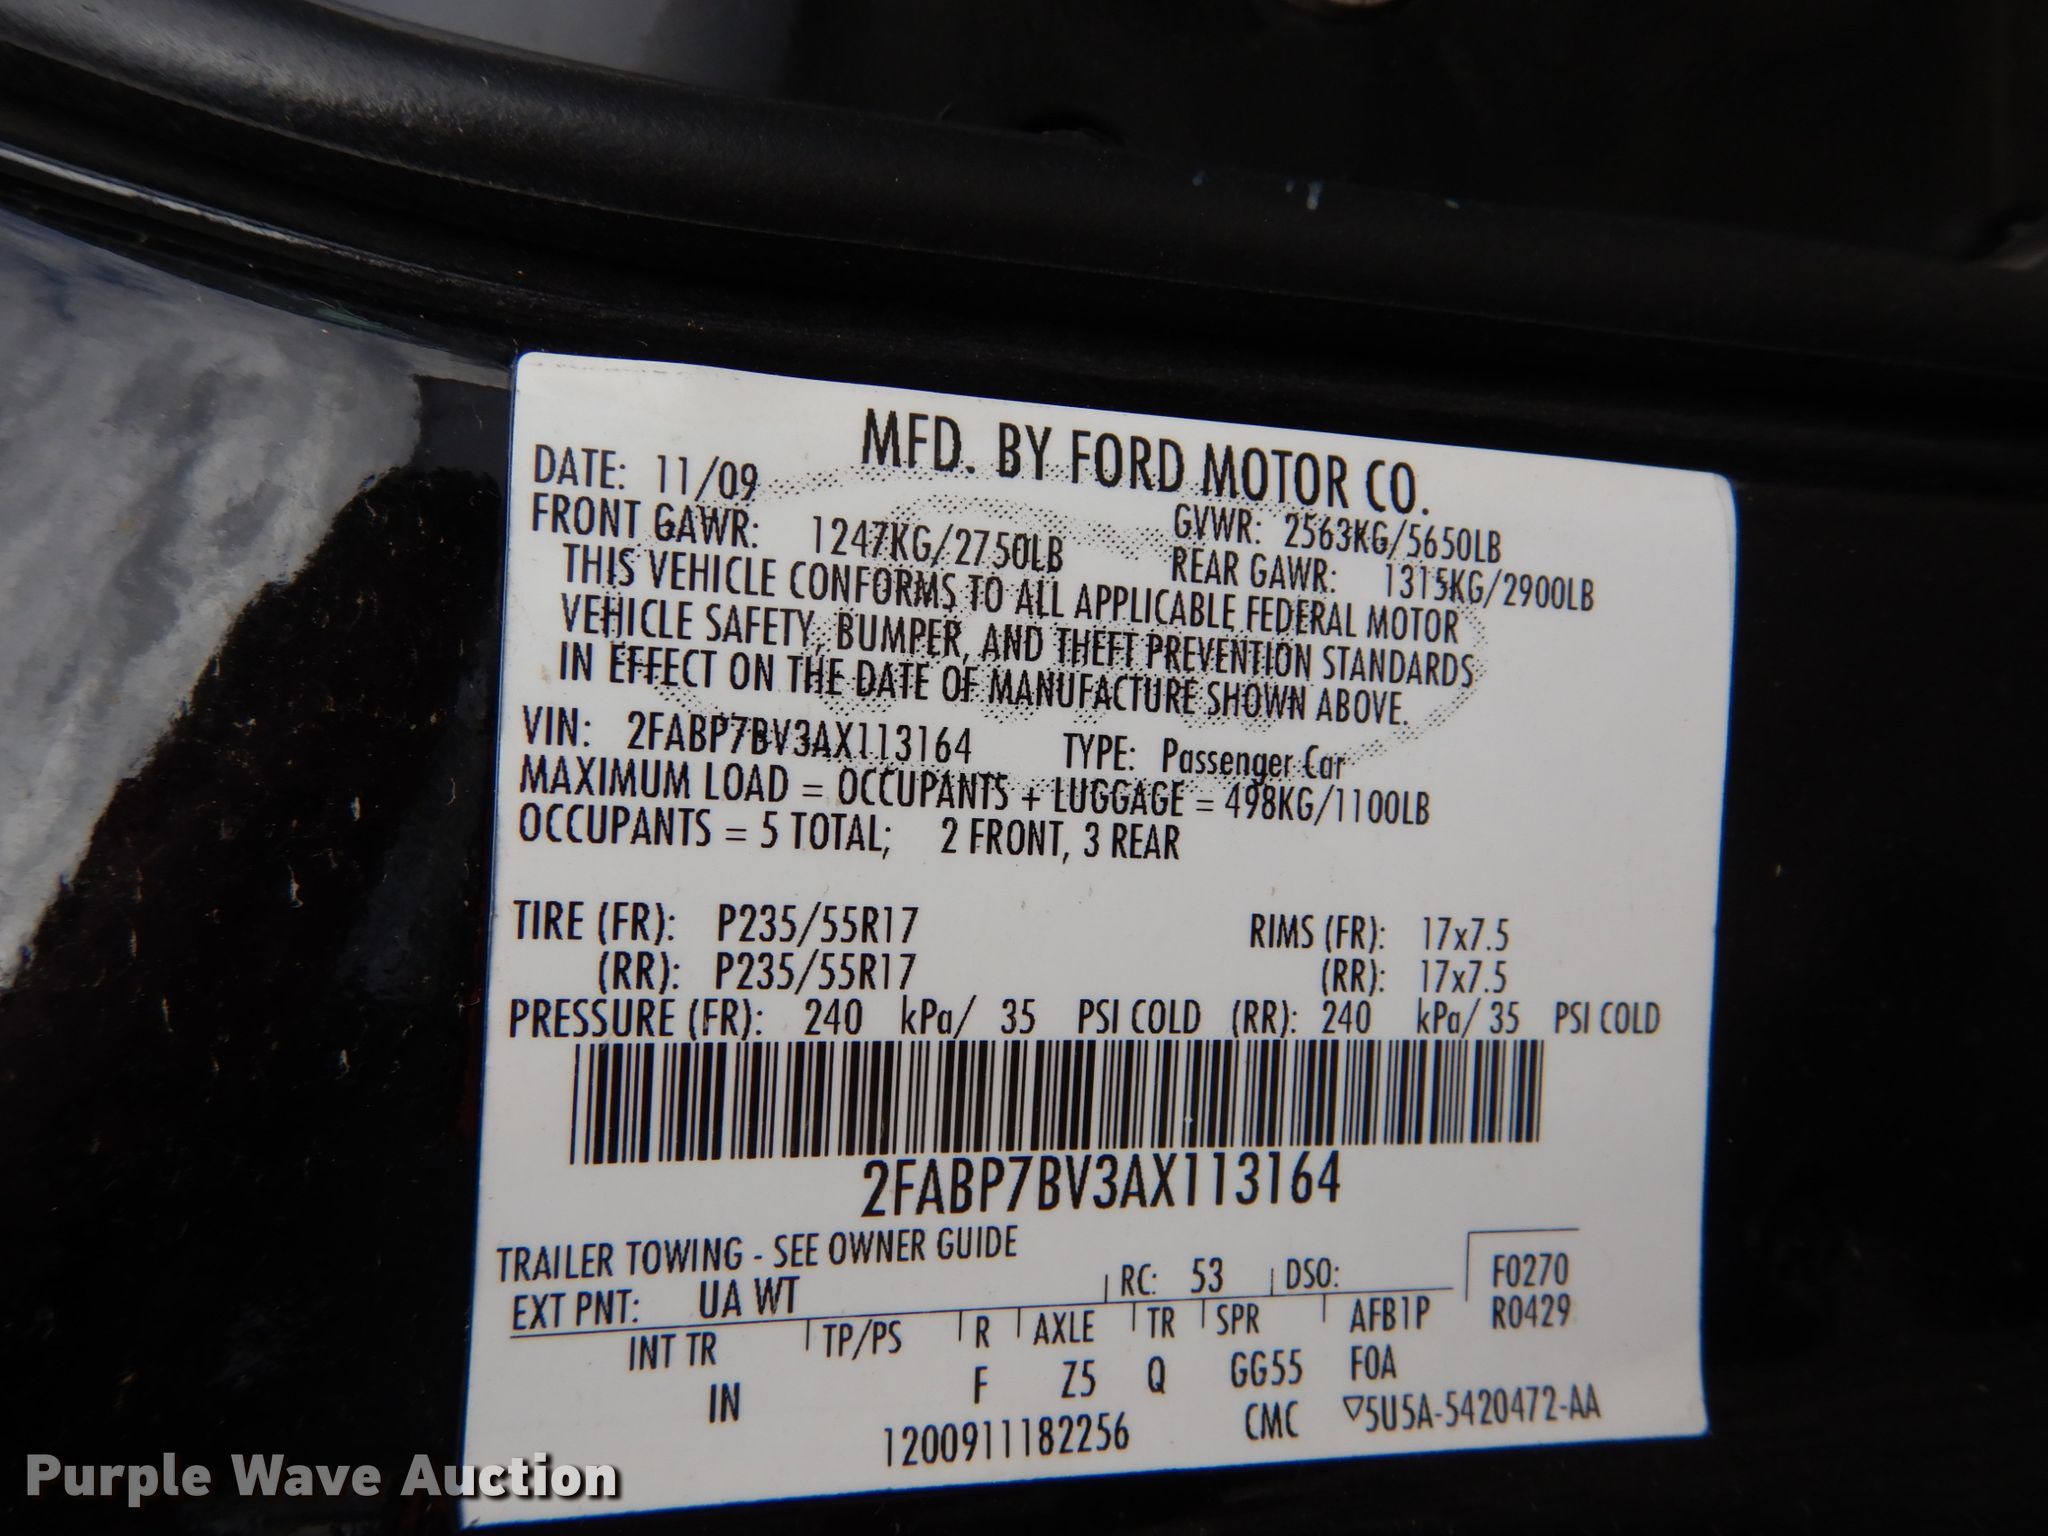 MFD. BY FORD MOTOR CO.
DATE: 11/09 GVWR: 2563KG/5650LB
FRONT GAWR: 1247KG/2750LB REAR GAWR: 1315KG/2900LB
THIS VEHICLE CONFORMS TO ALL APPLICABLE FEDERAL MOTOR
VEHICLE SAFETY, BUMPER, AND THEFT PREVENTION STANDARDS
IN EFFECT ON THE DATE OF MANUFACTURE SHOWN ABOVE.
VIN: 2FABP7BV3AX113164 TYPE: Passenger Car
MAXIMUM LOAD = OCCUPANTS + LUGGAGE = 498KG/1100LB
OCCUPANTS = 5 TOTAL; 2 FRONT, 3 REAR
TIRE (FR): P235/55R17 RIMS (FR): 17x7.5
(RR): P235/55R17 (RR): 17x7.5
PRESSURE (FR): 240 kPa/ 35 PSI COLD (RR): 240 kPa/ 35 PSI COLD
2FABP7BV3AX113164
TRAILER TOWING - SEE OWNER GUIDE
EXT PNT: UA WT RC: 53 DSO: F0270
INT TR TP/PS R AXLE TR SPR AFB1P R0429
IN F Z5 Q GG55 F0A
1200911182256 CMC ▽5U5A-5420472-AA
Purple Wave Auction